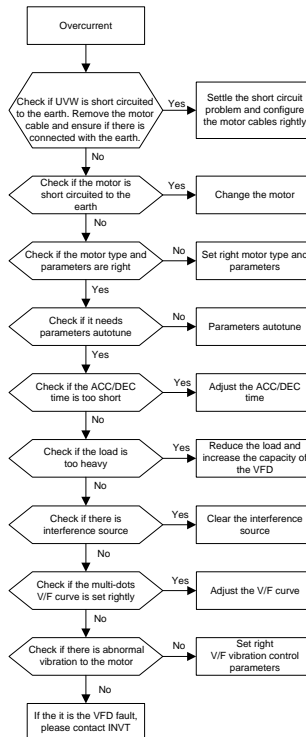 Overcurrent
Check if UVW is short circuited
to the earth. Remove the motor
cable and ensure if there is
connected with the earth.
Yes
Settle the short circuit
problem and configure
the motor cables rightly
No
Check if the motor is
short circuited to the
earth
Yes
Change the motor
No
Check if the motor type and
parameters are right
No
Set right motor type and
parameters
Yes
Check if it needs
parameters autotune
No
Parameters autotune
Yes
Check if the ACC/DEC
time is too short
Yes
Adjust the ACC/DEC
time
No
Check if the load is
too heavy
Yes
Reduce the load and
increase the capacity of
the VFD
No
Check if there is
interference source
Yes
Clear the interference
source
No
Check if the multi-dots
V/F curve is set rightly
Yes
Adjust the V/F curve
No
Check if there is abnormal
vibration to the motor
No
Set right
V/F vibration control
parameters
No
If the it is the VFD fault,
please contact INVT